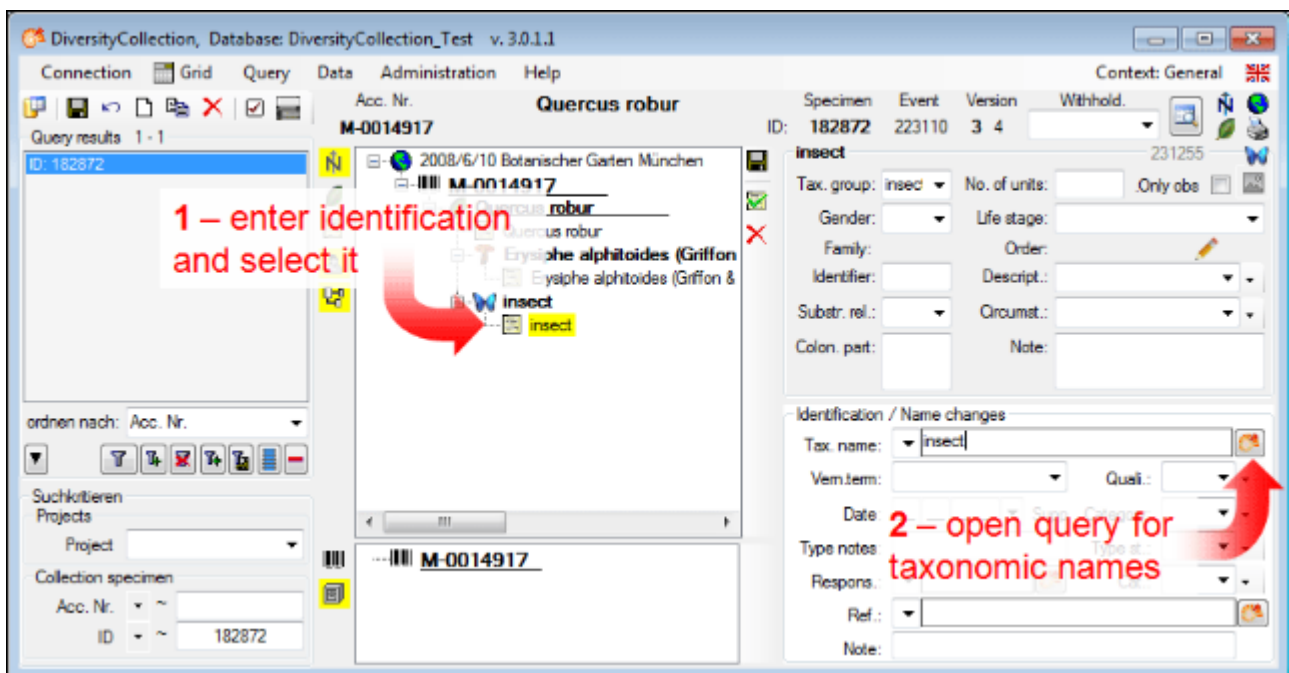 DiversityCollection, Database: DiversityCollection_Test v. 3.0.1.1
Connection Grid Query Data Administration Help Context: General
Query results 1 - 1
ID: 182872
ordnen nach: Acc. Nr.
Suchkritieren
Projects
Project
Collection specimen
Acc. Nr. ~
ID ~ 182872
Acc. Nr. Quercus robur
M-0014917
ID: Specimen Event Version Withhold.
182872 223110 3 4
2008/6/10 Botanischer Garten München
M-0014917
Quercus robur
Quercus robur
Erysiphe alphitoides (Griffon
Erysiphe alphitoides (Griffon &
insect
insect
1 – enter identification
and select it
M-0014917
insect 231255
Tax. group: insect No. of units: Only obs
Gender: Life stage:
Family: Order:
Identifier: Descript.:
Substr. rel.: Circumst.:
Colon. part: Note:
Identification / Name changes
Tax. name: insect
Vern.term: Quali.:
Date
Type notes
Respons.
Ref.:
Note:
2 – open query for
taxonomic names